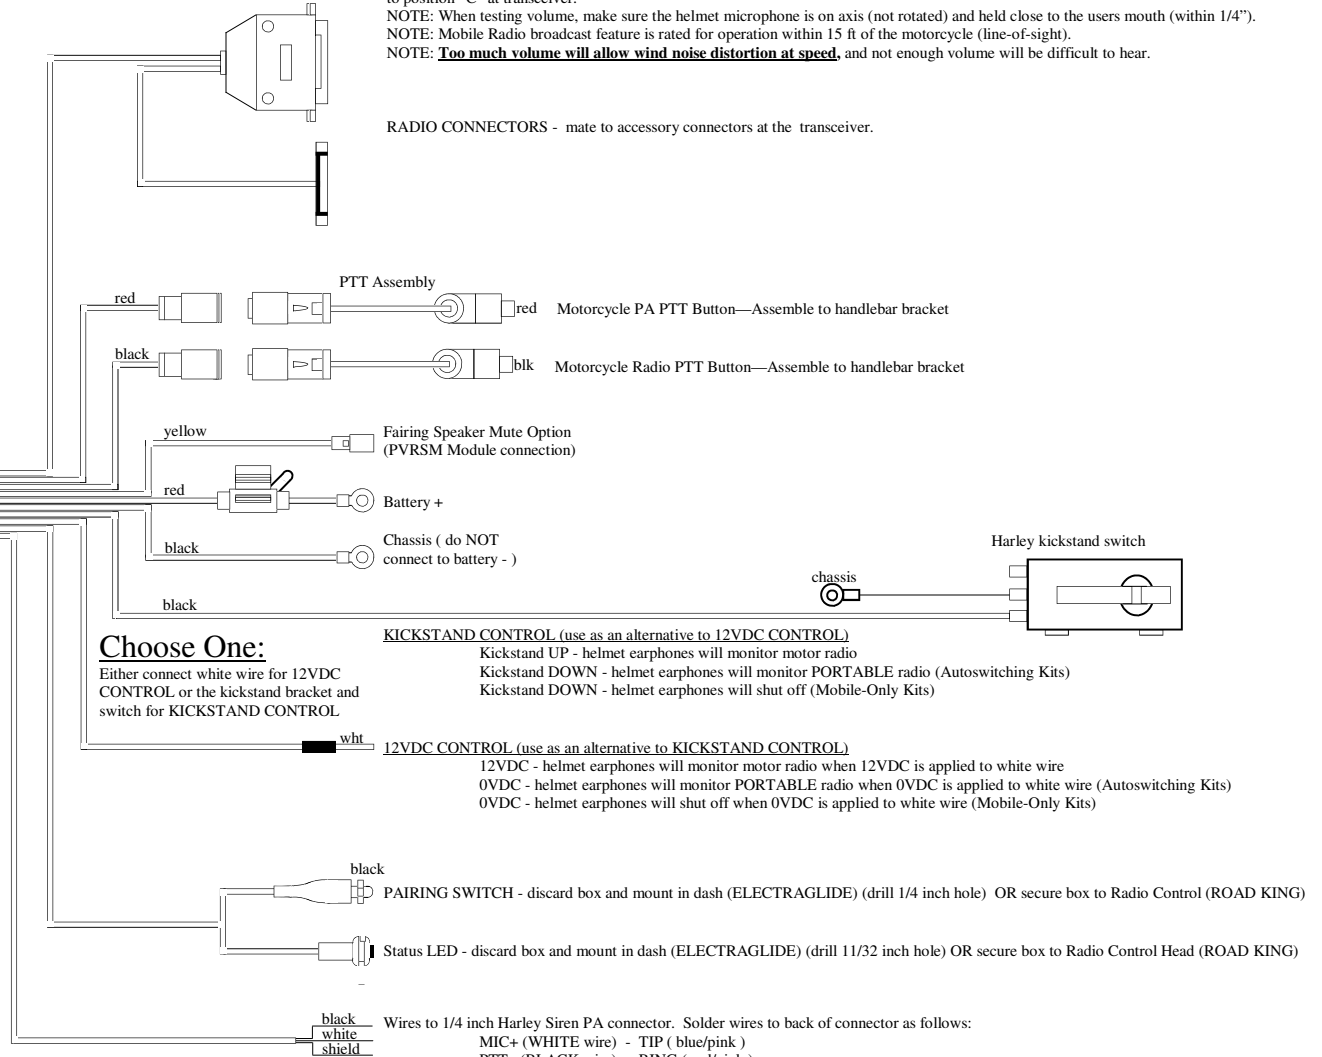 to position "C" at transceiver.
NOTE: When testing volume, make sure the helmet microphone is on axis (not rotated) and held close to the users mouth (within 1/4”).
NOTE: Mobile Radio broadcast feature is rated for operation within 15 ft of the motorcycle (line-of-sight).
NOTE: Too much volume will allow wind noise distortion at speed, and not enough volume will be difficult to hear.
RADIO CONNECTORS - mate to accessory connectors at the transceiver.
PTT Assembly
red
red
Motorcycle PA PTT Button—Assemble to handlebar bracket
black
blk
Motorcycle Radio PTT Button—Assemble to handlebar bracket
yellow
Fairing Speaker Mute Option
(PVRSM Module connection)
red
Battery +
black
Chassis ( do NOT
connect to battery - )
Harley kickstand switch
chassis
black
Choose One:
Either connect white wire for 12VDC
CONTROL or the kickstand bracket and
switch for KICKSTAND CONTROL
KICKSTAND CONTROL (use as an alternative to 12VDC CONTROL)
Kickstand UP - helmet earphones will monitor motor radio
Kickstand DOWN - helmet earphones will monitor PORTABLE radio (Autoswitching Kits)
Kickstand DOWN - helmet earphones will shut off (Mobile-Only Kits)
wht
12VDC CONTROL (use as an alternative to KICKSTAND CONTROL)
12VDC - helmet earphones will monitor motor radio when 12VDC is applied to white wire
0VDC - helmet earphones will monitor PORTABLE radio when 0VDC is applied to white wire (Autoswitching Kits)
0VDC - helmet earphones will shut off when 0VDC is applied to white wire (Mobile-Only Kits)
black
PAIRING SWITCH - discard box and mount in dash (ELECTRAGLIDE) (drill 1/4 inch hole) OR secure box to Radio Control (ROAD KING)
Status LED - discard box and mount in dash (ELECTRAGLIDE) (drill 11/32 inch hole) OR secure box to Radio Control Head (ROAD KING)
black
white
shield
Wires to 1/4 inch Harley Siren PA connector. Solder wires to back of connector as follows:
MIC+ (WHITE wire) - TIP ( blue/pink )